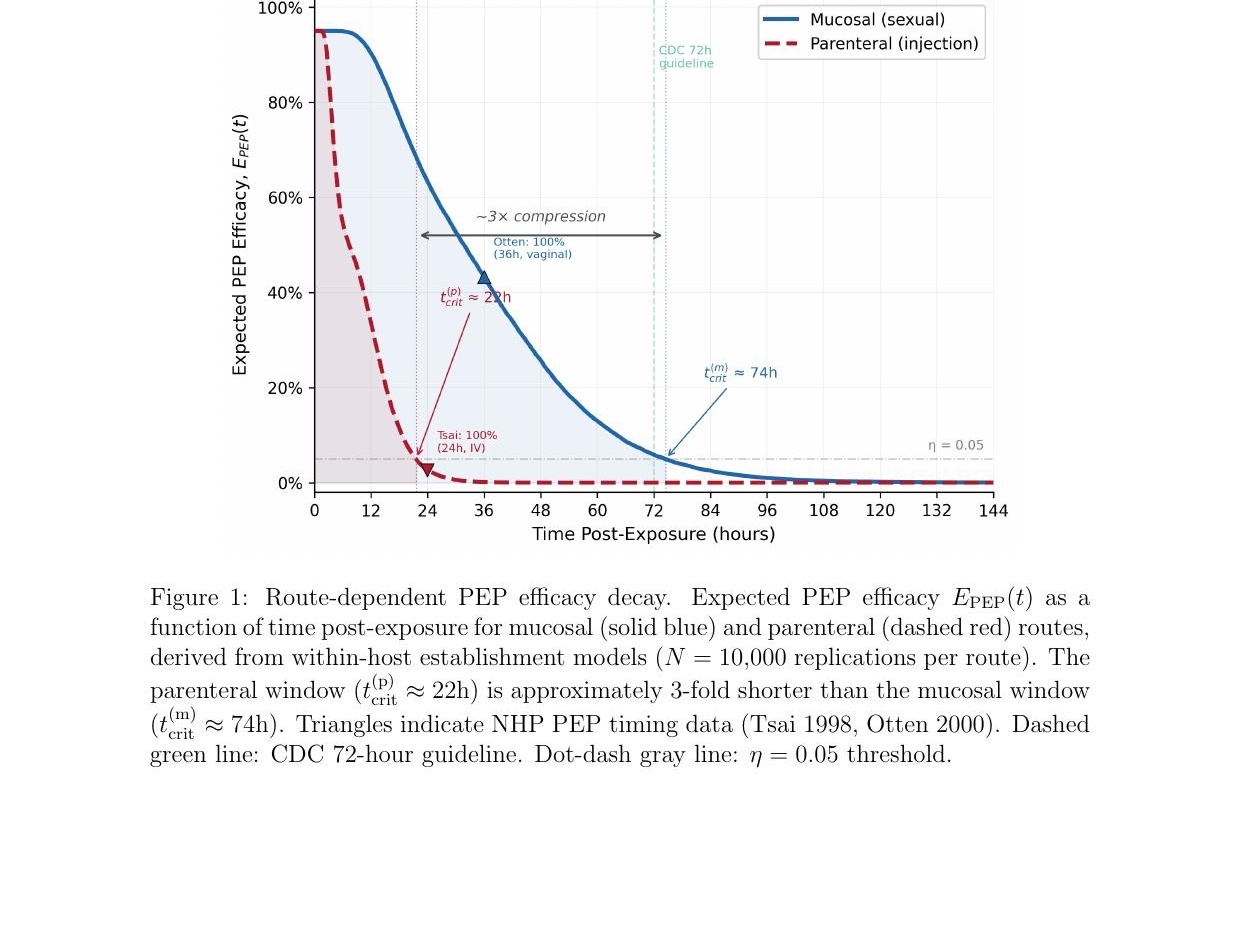 100%
80%
60%
40%
20%
0%
Expected PEP Efficacy, E_PEP(t)
Mucosal (sexual)
Parenteral (injection)
CDC 72h
guideline
~3× compression
Otten: 100%
(36h, vaginal)
t_crit^(p) ≈ 22h
t_crit^(m) ≈ 74h
Tsai: 100%
(24h, IV)
η = 0.05
0 12 24 36 48 60 72 84 96 108 120 132 144
Time Post-Exposure (hours)
Figure 1: Route-dependent PEP efficacy decay. Expected PEP efficacy E_PEP(t) as a
function of time post-exposure for mucosal (solid blue) and parenteral (dashed red) routes,
derived from within-host establishment models (N = 10,000 replications per route). The
parenteral window (t_crit^(p) ≈ 22h) is approximately 3-fold shorter than the mucosal window
(t_crit^(m) ≈ 74h). Triangles indicate NHP PEP timing data (Tsai 1998, Otten 2000). Dashed
green line: CDC 72-hour guideline. Dot-dash gray line: η = 0.05 threshold.